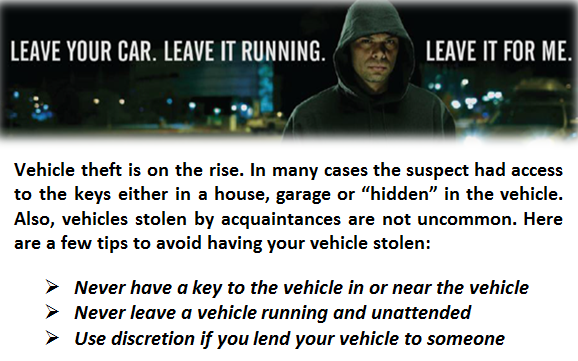 LEAVE YOUR CAR. LEAVE IT RUNNING. LEAVE IT FOR ME.
Vehicle theft is on the rise. In many cases the suspect had access
to the keys either in a house, garage or “hidden” in the vehicle.
Also, vehicles stolen by acquaintances are not uncommon. Here
are a few tips to avoid having your vehicle stolen:
➢ Never have a key to the vehicle in or near the vehicle
➢ Never leave a vehicle running and unattended
➢ Use discretion if you lend your vehicle to someone